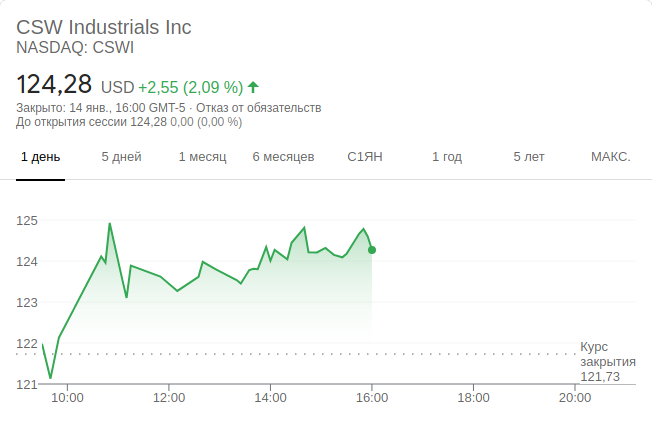 CSW Industrials Inc
NASDAQ: CSWI
124,28 USD +2,55 (2,09 %)
Закрыто: 14 янв., 16:00 GMT-5 · Отказ от обязательств
До открытия сессии 124,28 0,00 (0,00 %)
1 день 5 дней 1 месяц 6 месяцев С1ЯН 1 год 5 лет МАКС.
125
124
123
122
Курс
закрытия
121,73
121
10:00 12:00 14:00 16:00 18:00 20:00